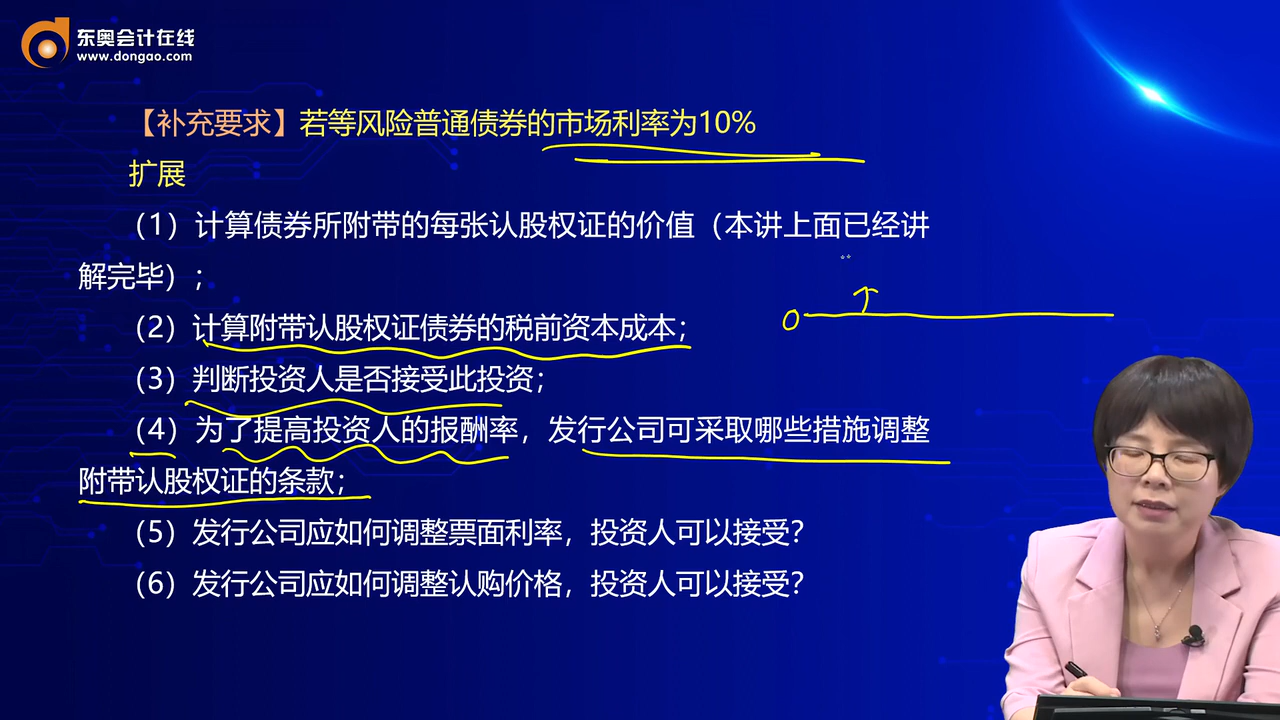 东奥会计在线
www.dongao.com
【补充要求】若等风险普通债券的市场利率为10%
扩展
（1）计算债券所附带的每张认股权证的价值（本讲上面已经讲
解完毕）；
（2）计算附带认股权证债券的税前资本成本；
（3）判断投资人是否接受此投资；
（4）为了提高投资人的报酬率，发行公司可采取哪些措施调整
附带认股权证的条款；
（5）发行公司应如何调整票面利率，投资人可以接受？
（6）发行公司应如何调整认购价格，投资人可以接受？
0